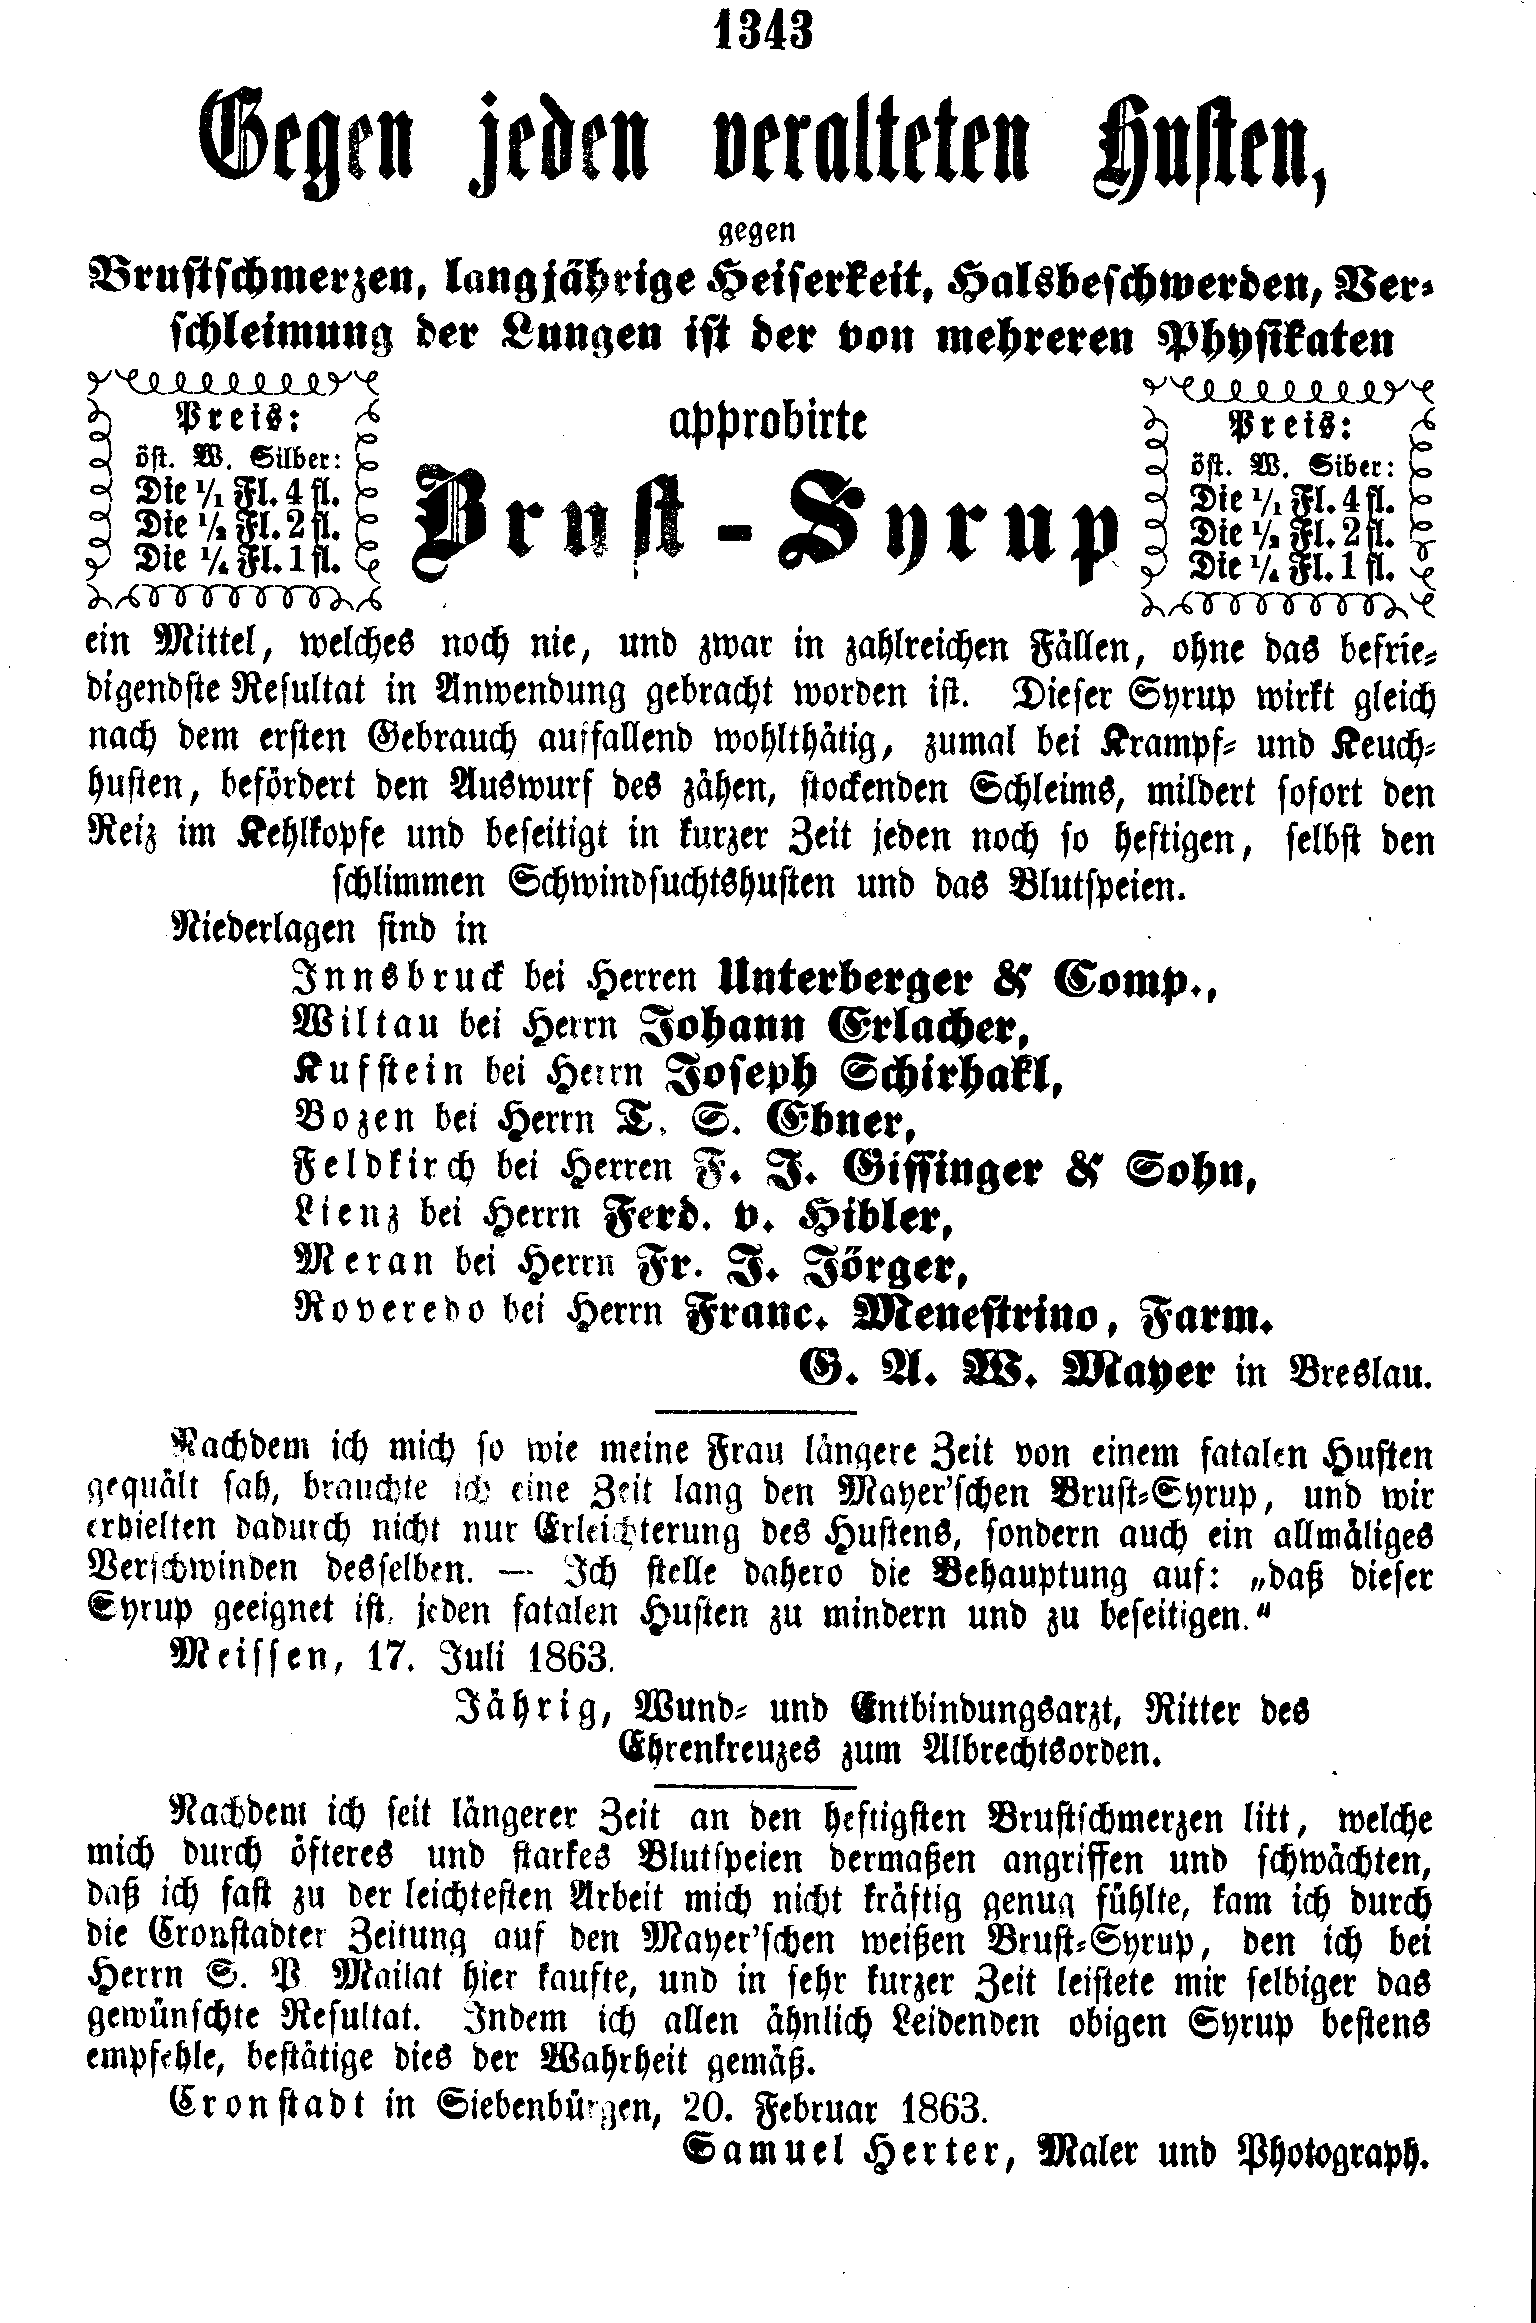 1343
Gegen jeden veralteten Husten,
gegen
Brustschmerzen, langjährige Heiserkeit, Halsbeschwerden, Ver-
schleimung der Lungen ist der von mehreren Physikaten
Preis:
öst. W. Silber:
Die 1/1 Fl. 4 fl.
Die 1/2 Fl. 2 fl.
Die 1/4 Fl. 1 fl.
approbirte
Brust-Syrup
Preis:
öst. W. Siber:
Die 1/1 Fl. 4 fl.
Die 1/2 Fl. 2 fl.
Die 1/4 Fl. 1 fl.
ein Mittel, welches noch nie, und zwar in zahlreichen Fällen, ohne das befrie-
digendste Resultat in Anwendung gebracht worden ist. Dieser Syrup wirkt gleich
nach dem ersten Gebrauch auffallend wohlthätig, zumal bei Krampf- und Keuch-
husten, befördert den Auswurf des zähen, stockenden Schleims, mildert sofort den
Reiz im Kehlkopfe und beseitigt in kurzer Zeit jeden noch so heftigen, selbst den
schlimmen Schwindsuchtshusten und das Blutspeien.
Niederlagen sind in
Innsbruck bei Herren Unterberger & Comp.,
Wiltau bei Herrn Johann Erlacher,
Kufstein bei Herrn Joseph Schirhakl,
Bozen bei Herrn T. S. Ebner,
Feldkirch bei Herren F. J. Gissinger & Sohn,
Lienz bei Herrn Ferd. v. Hibler,
Meran bei Herrn Fr. J. Jörger,
Roveredo bei Herrn Franc. Menestrino, Farm.
G. A. W. Mayer in Breslau.
Nachdem ich mich so wie meine Frau längere Zeit von einem fatalen Husten
gequält sah, brauchte ich eine Zeit lang den Mayer'schen Brust-Syrup, und wir
erhielten dadurch nicht nur Erleichterung des Hustens, sondern auch ein allmäliges
Verschwinden desselben. — Ich stelle dahero die Behauptung auf: „daß dieser
Syrup geeignet ist, jeden fatalen Husten zu mindern und zu beseitigen."
Meissen, 17. Juli 1863.
Jährig, Wund- und Entbindungsarzt, Ritter des
Ehrenkreuzes zum Albrechtsorden.
Nachdem ich seit längerer Zeit an den heftigsten Brustschmerzen litt, welche
mich durch öfteres und starkes Blutspeien dermaßen angriffen und schwächten,
daß ich fast zu der leichtesten Arbeit mich nicht kräftig genug fühlte, kam ich durch
die Cronstadter Zeitung auf den Mayer'schen weißen Brust-Syrup, den ich bei
Herrn S. P. Mailat hier kaufte, und in sehr kurzer Zeit leistete mir selbiger das
gewünschte Resultat. Indem ich allen ähnlich Leidenden obigen Syrup bestens
empfehle, bestätige dies der Wahrheit gemäß.
Cronstadt in Siebenbürgen, 20. Februar 1863.
Samuel Herter, Maler und Photograph.